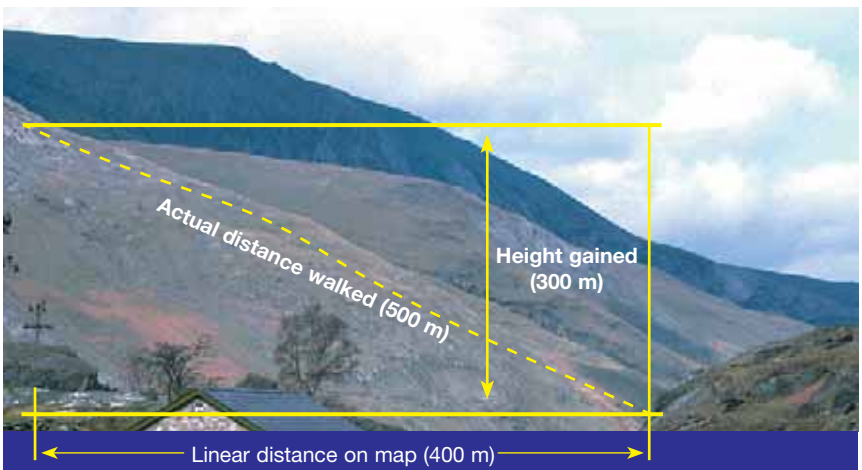 Actual distance walked (500 m)
Height gained
(300 m)
Linear distance on map (400 m)